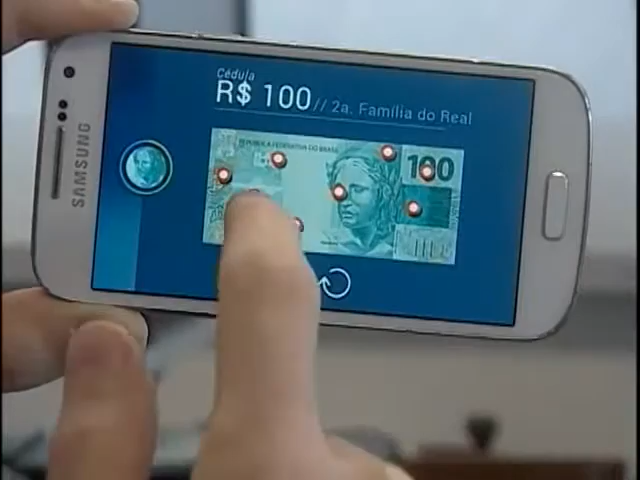 SAMSUNG
Cédula
R$ 100 // 2a. Família do Real
REPÚBLICA FEDERATIVA DO BRASIL
100